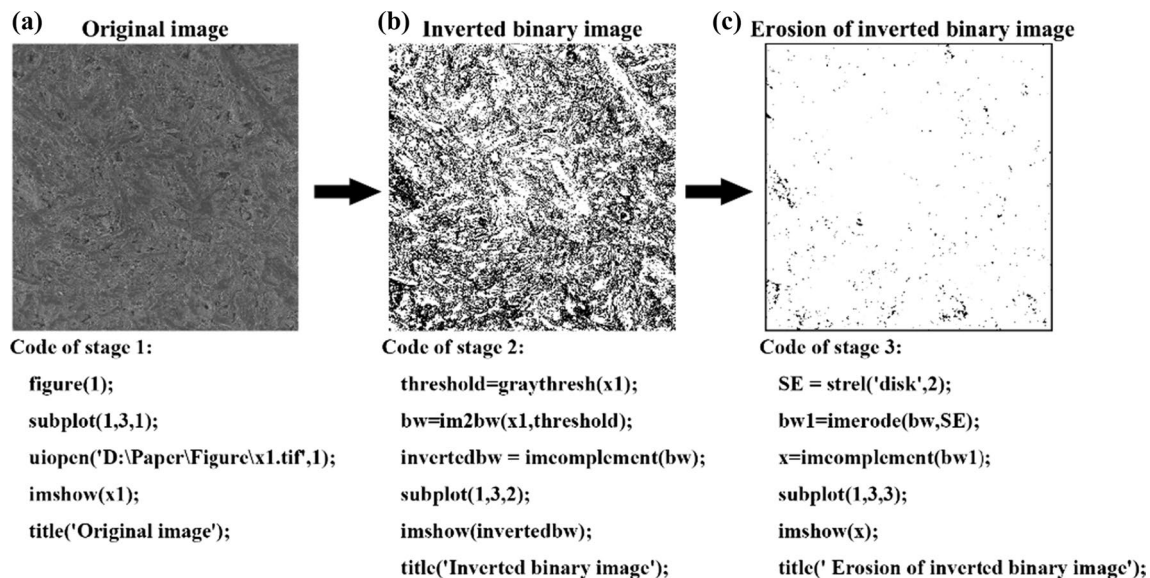 (a)
Original image
(b)
Inverted binary image
(c)
Erosion of inverted binary image
Code of stage 1:
figure(1);
subplot(1,3,1);
uiopen('D:\Paper\Figure\x1.tif',1);
imshow(x1);
title('Original image');
Code of stage 2:
threshold=graythresh(x1);
bw=im2bw(x1,threshold);
invertedbw = imcomplement(bw);
subplot(1,3,2);
imshow(invertedbw);
title('Inverted binary image');
Code of stage 3:
SE = strel('disk',2);
bw1=imerode(bw,SE);
x=imcomplement(bw1);
subplot(1,3,3);
imshow(x);
title(' Erosion of inverted binary image');